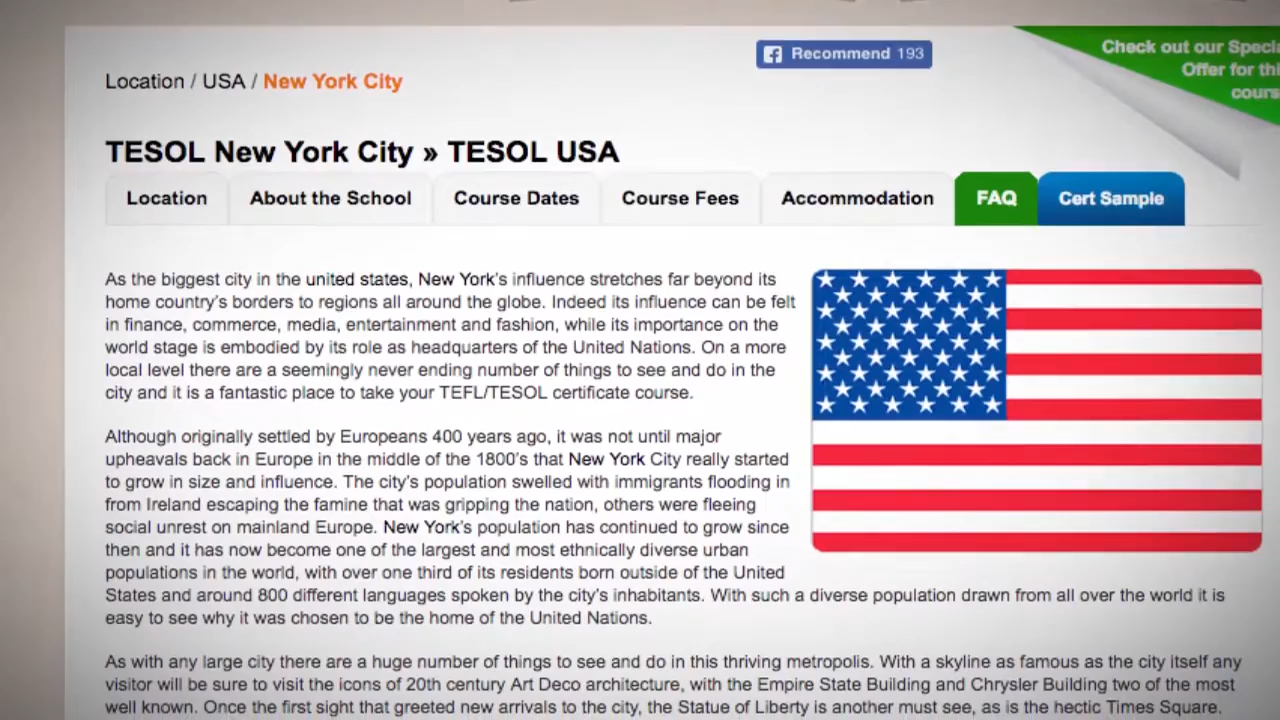 Recommend 193
Check out our
Offer for
Location / USA / New York City
TESOL New York City » TESOL USA
Location About the School Course Dates Course Fees Accommodation FAQ Cert Sample
As the biggest city in the united states, New York's influence stretches far beyond its
home country's borders to regions all around the globe. Indeed its influence can be felt
in finance, commerce, media, entertainment and fashion, while its importance on the
world stage is embodied by its role as headquarters of the United Nations. On a more
local level there are a seemingly never ending number of things to see and do in the
city and it is a fantastic place to take your TEFL/TESOL certificate course.
Although originally settled by Europeans 400 years ago, it was not until major
upheavals back in Europe in the middle of the 1800's that New York City really started
to grow in size and influence. The city's population swelled with immigrants flooding in
from Ireland escaping the famine that was gripping the nation, others were fleeing
social unrest on mainland Europe. New York's population has continued to grow since
then and it has now become one of the largest and most ethnically diverse urban
populations in the world, with over one third of its residents born outside of the United
States and around 800 different languages spoken by the city's inhabitants. With such a diverse population drawn from all over the world it is
easy to see why it was chosen to be the home of the United Nations.
As with any large city there are a huge number of things to see and do in this thriving metropolis. With a skyline as famous as the city itself any
visitor will be sure to visit the icons of 20th century Art Deco architecture, with the Empire State Building and Chrysler Building two of the most
well known. Once the first sight that greeted new arrivals to the city, the Statue of Liberty is another must see, as is the hectic Times Square.